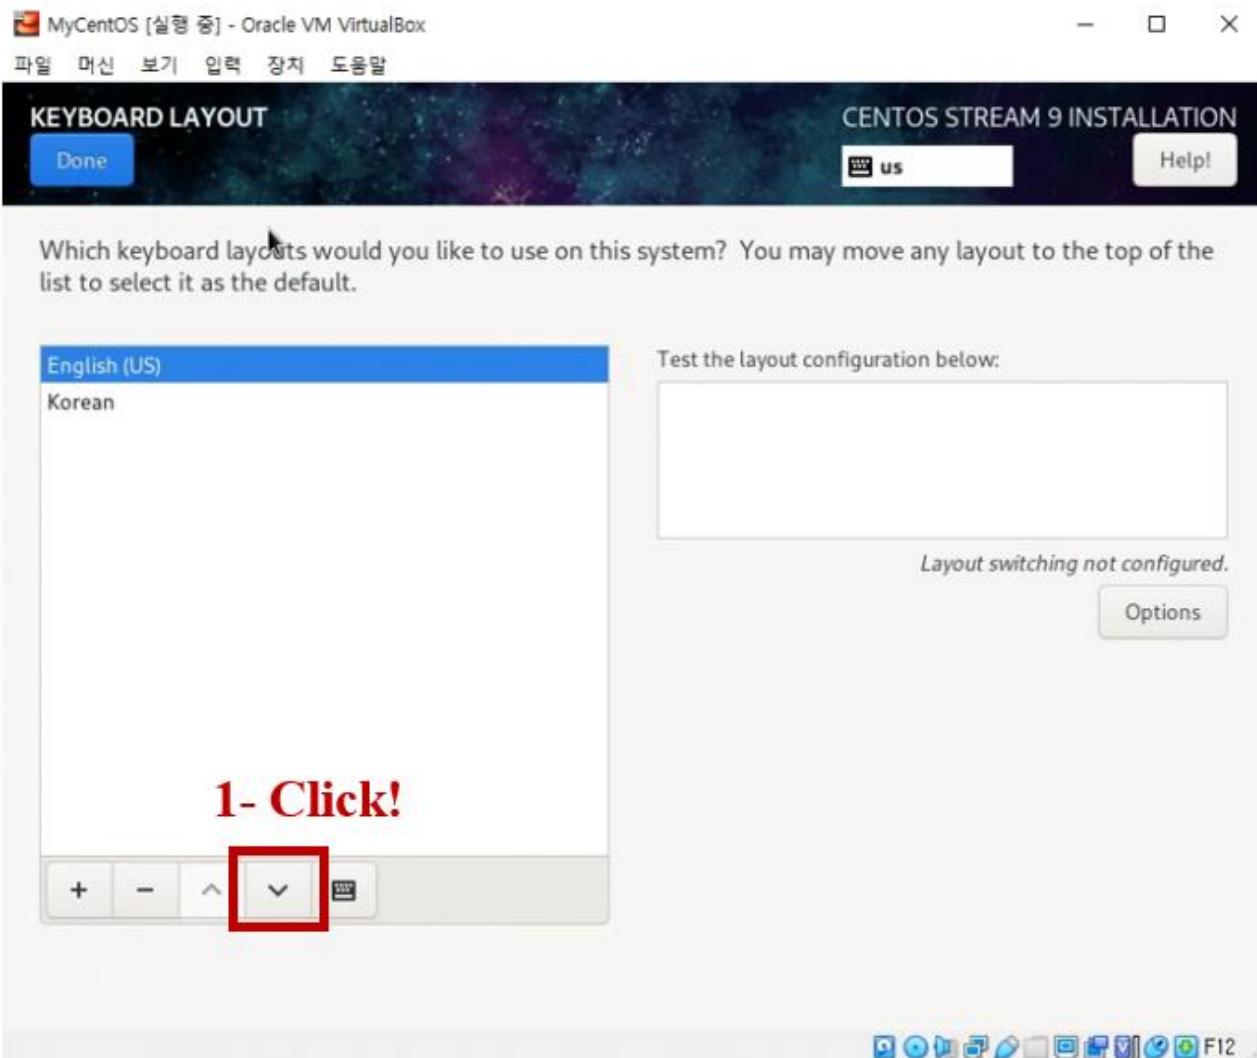 MyCentOS [실행 중] - Oracle VM VirtualBox
파일 머신 보기 입력 장치 도움말
KEYBOARD LAYOUT
CENTOS STREAM 9 INSTALLATION
Done
us
Help!
Which keyboard layouts would you like to use on this system? You may move any layout to the top of the
list to select it as the default.
English (US)
Korean
Test the layout configuration below:
Layout switching not configured.
Options
1- Click!
F12